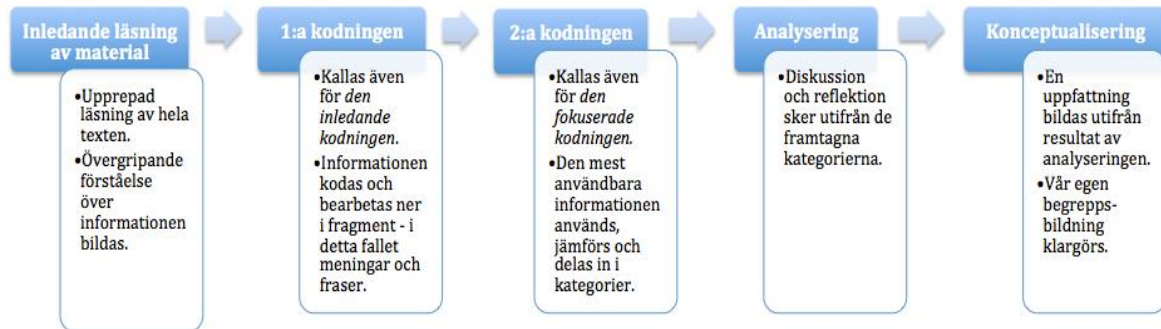 Inledande läsning
av material
•Upprepad
läsning av hela
texten.
•Övergripande
förståelse
över
informationen
bildas.
1:a kodningen
•Kallas även
för den
inledande
kodningen.
•Informationen
kodas och
bearbetas ner
i fragment - i
detta fallet
meningar och
fraser.
2:a kodningen
•Kallas även
för den
fokuserade
kodningen.
•Den mest
användbara
informationen
används,
jämförs och
delas in i
kategorier.
Analysering
•Diskussion
och reflektion
sker utifrån de
framtagna
kategorierna.
Konceptualisering
•En
uppfattning
bildas utifrån
resultat av
analyseringen.
•Vår egen
begrepps-
bildning
klargörs.